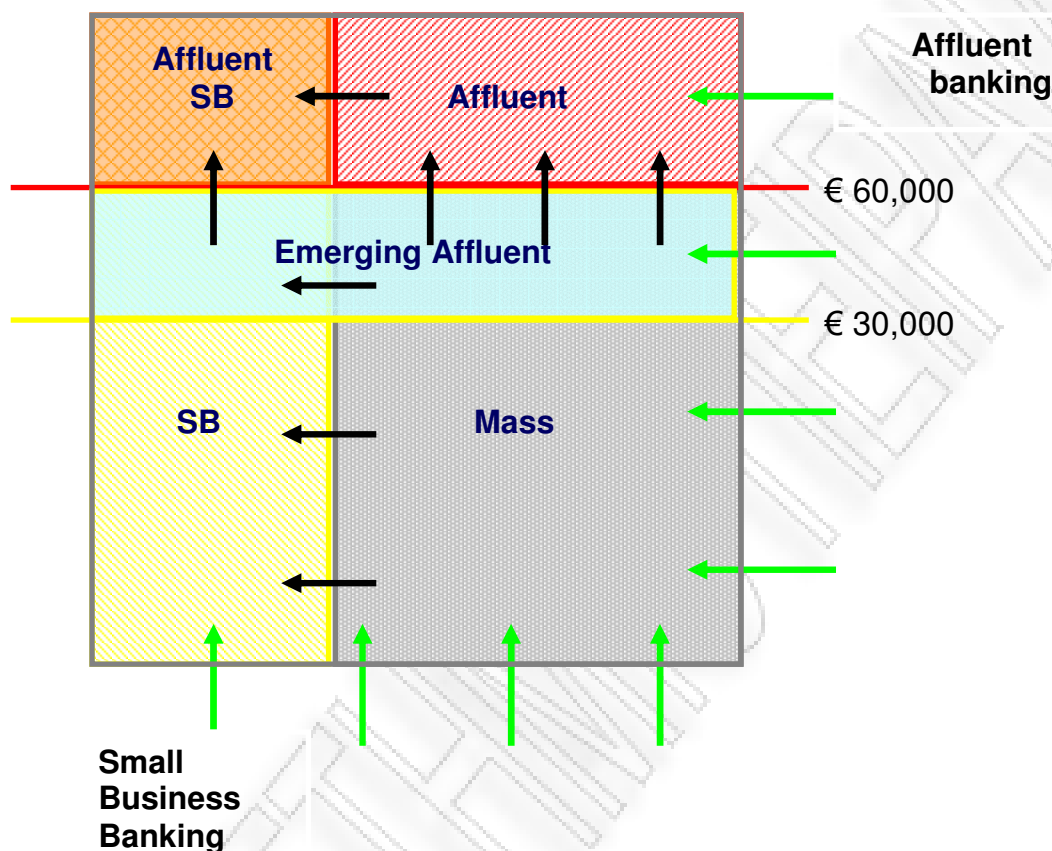 Affluent
SB
Affluent
Affluent
banking
€ 60,000
Emerging Affluent
€ 30,000
SB
Mass
Small
Business
Banking